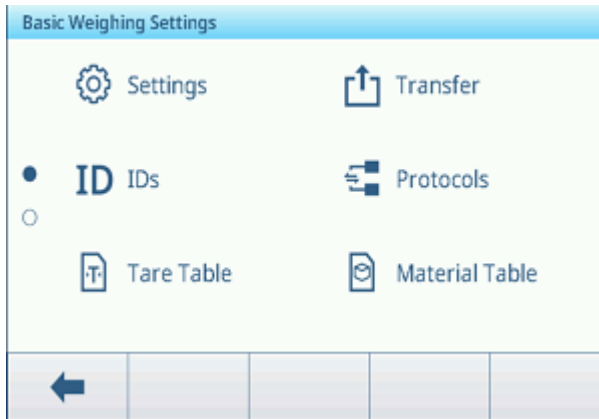 Basic Weighing Settings
Settings
Transfer
ID IDs
Protocols
T Tare Table
Material Table